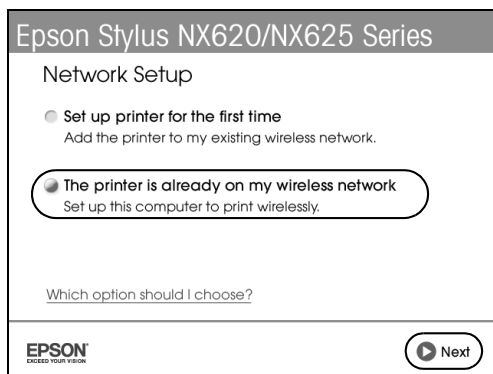 Epson Stylus NX620/NX625 Series
Network Setup
Set up printer for the first time
Add the printer to my existing wireless network.
The printer is already on my wireless network
Set up this computer to print wirelessly.
Which option should I choose?
EPSON
EXCEED YOUR VISION
Next